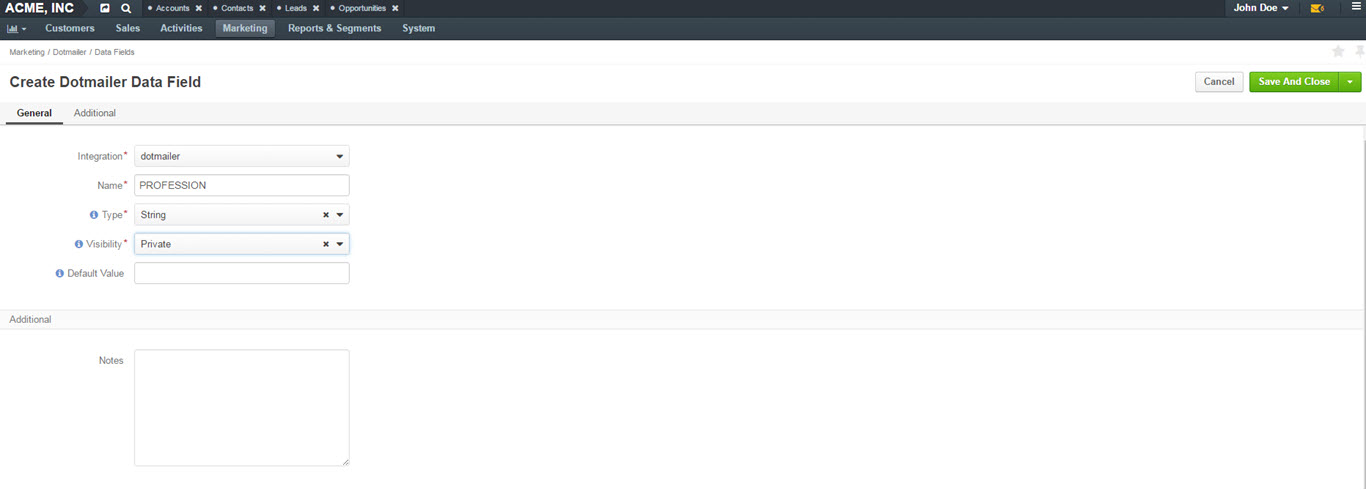 ACME, INC Accounts Contacts Leads Opportunities John Doe 6
Customers Sales Activities Marketing Reports & Segments System
Marketing / Dotmailer / Data Fields
Create Dotmailer Data Field Cancel Save And Close
General Additional
Integration* dotmailer
Name* PROFESSION
Type* String
Visibility* Private
Default Value
Additional
Notes